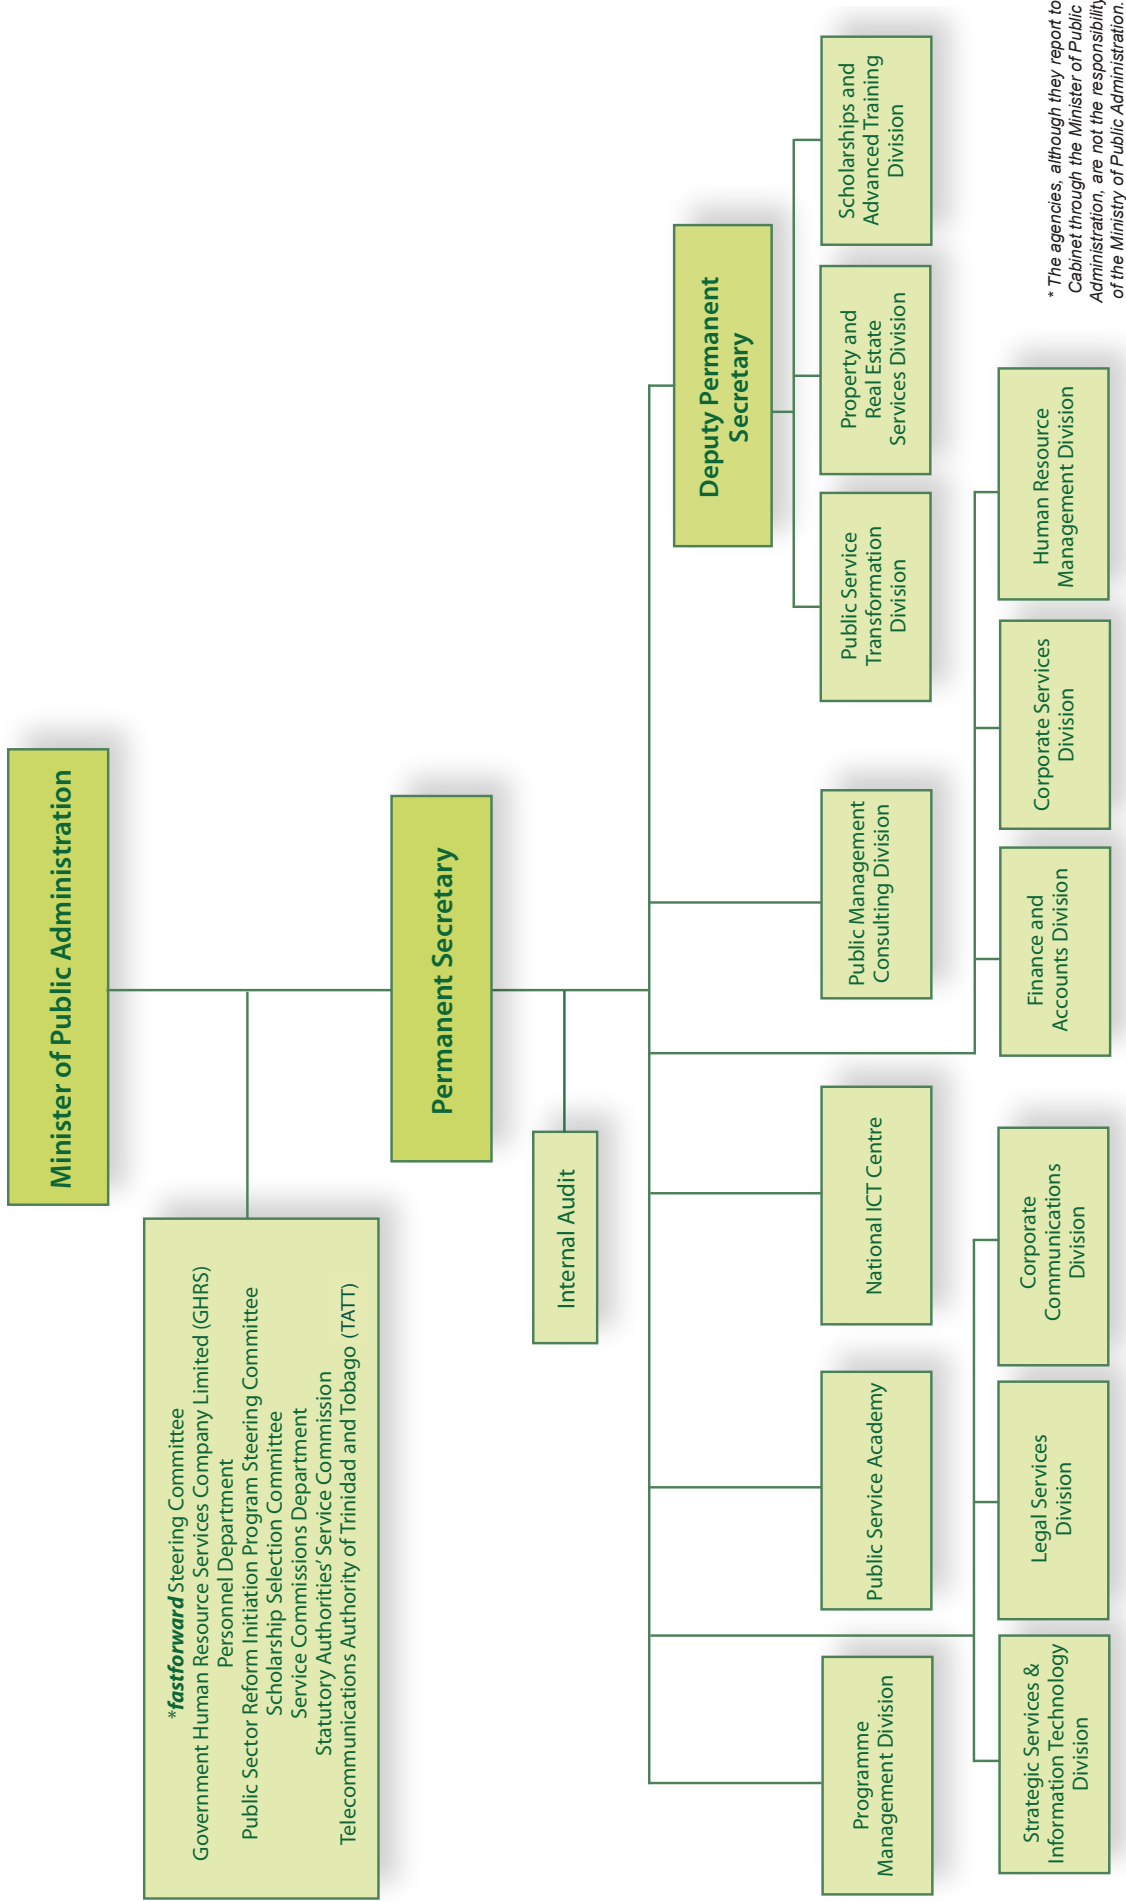 Minister of Public Administration
*fastforward Steering Committee
Government Human Resource Services Company Limited (GHRS)
Personnel Department
Public Sector Reform Initiation Program Steering Committee
Scholarship Selection Committee
Service Commissions Department
Statutory Authorities' Service Commission
Telecommunications Authority of Trinidad and Tobago (TATT)
Permanent Secretary
Internal Audit
Deputy Permanent
Secretary
Programme
Management Division
Public Service Academy
National ICT Centre
Public Management
Consulting Division
Public Service
Transformation
Division
Property and
Real Estate
Services Division
Scholarships and
Advanced Training
Division
Strategic Services &
Information Technology
Division
Legal Services
Division
Corporate
Communications
Division
Finance and
Accounts Division
Corporate Services
Division
Human Resource
Management Division
* The agencies, although they report to
Cabinet through the Minister of Public
Administration, are not the responsibility
of the Ministry of Public Administration.